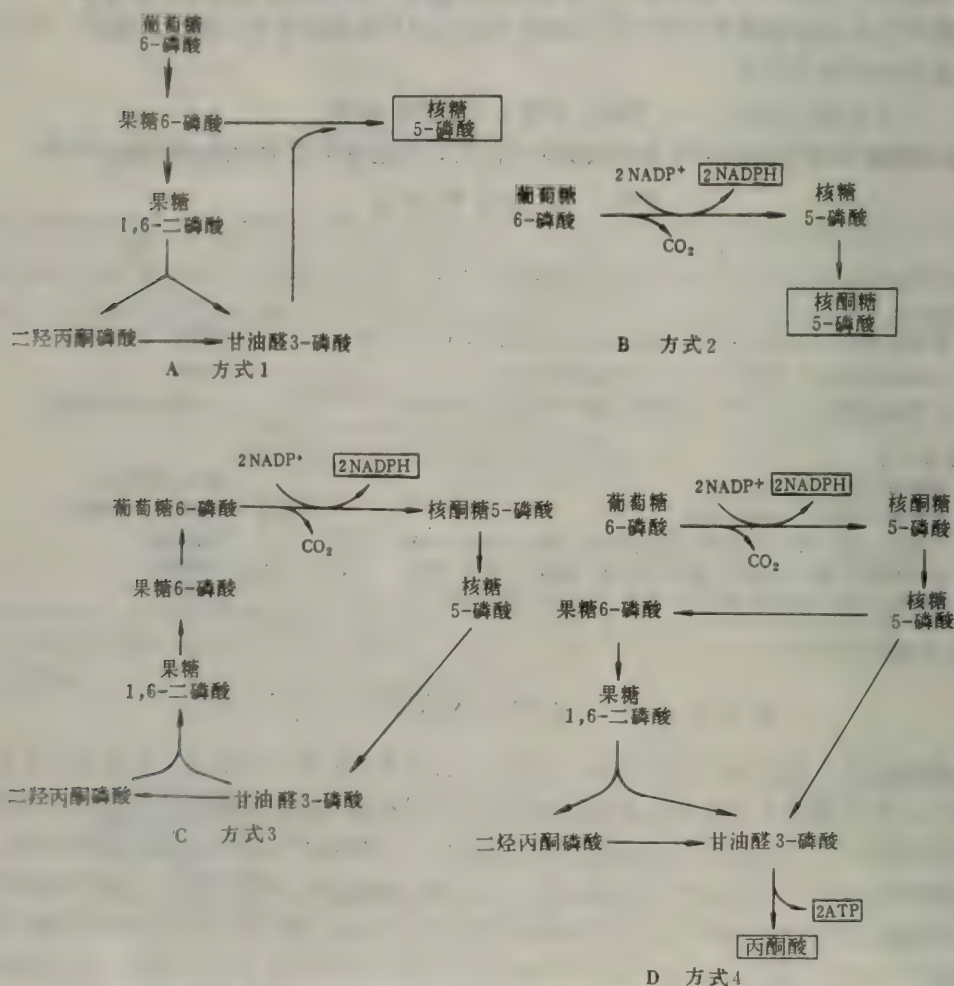 葡萄糖
6-磷酸
果糖6-磷酸
核糖
5-磷酸
果糖
1,6-二磷酸
二羟丙酮磷酸
甘油醛3-磷酸
A 方式1
葡萄糖
6-磷酸
2NADP⁺
2NADPH
CO₂
核糖
5-磷酸
核酮糖
5-磷酸
B 方式2
2NADP⁺
2NADPH
葡萄糖6-磷酸
CO₂
核酮糖5-磷酸
果糖6-磷酸
核糖
5-磷酸
果糖
1,6-二磷酸
二羟丙酮磷酸
甘油醛3-磷酸
C 方式3
葡萄糖
6-磷酸
2NADP⁺
2NADPH
CO₂
核酮糖
5-磷酸
果糖6-磷酸
核糖
5-磷酸
果糖
1,6-二磷酸
二羟丙酮磷酸
甘油醛3-磷酸
2ATP
丙酮酸
D 方式4